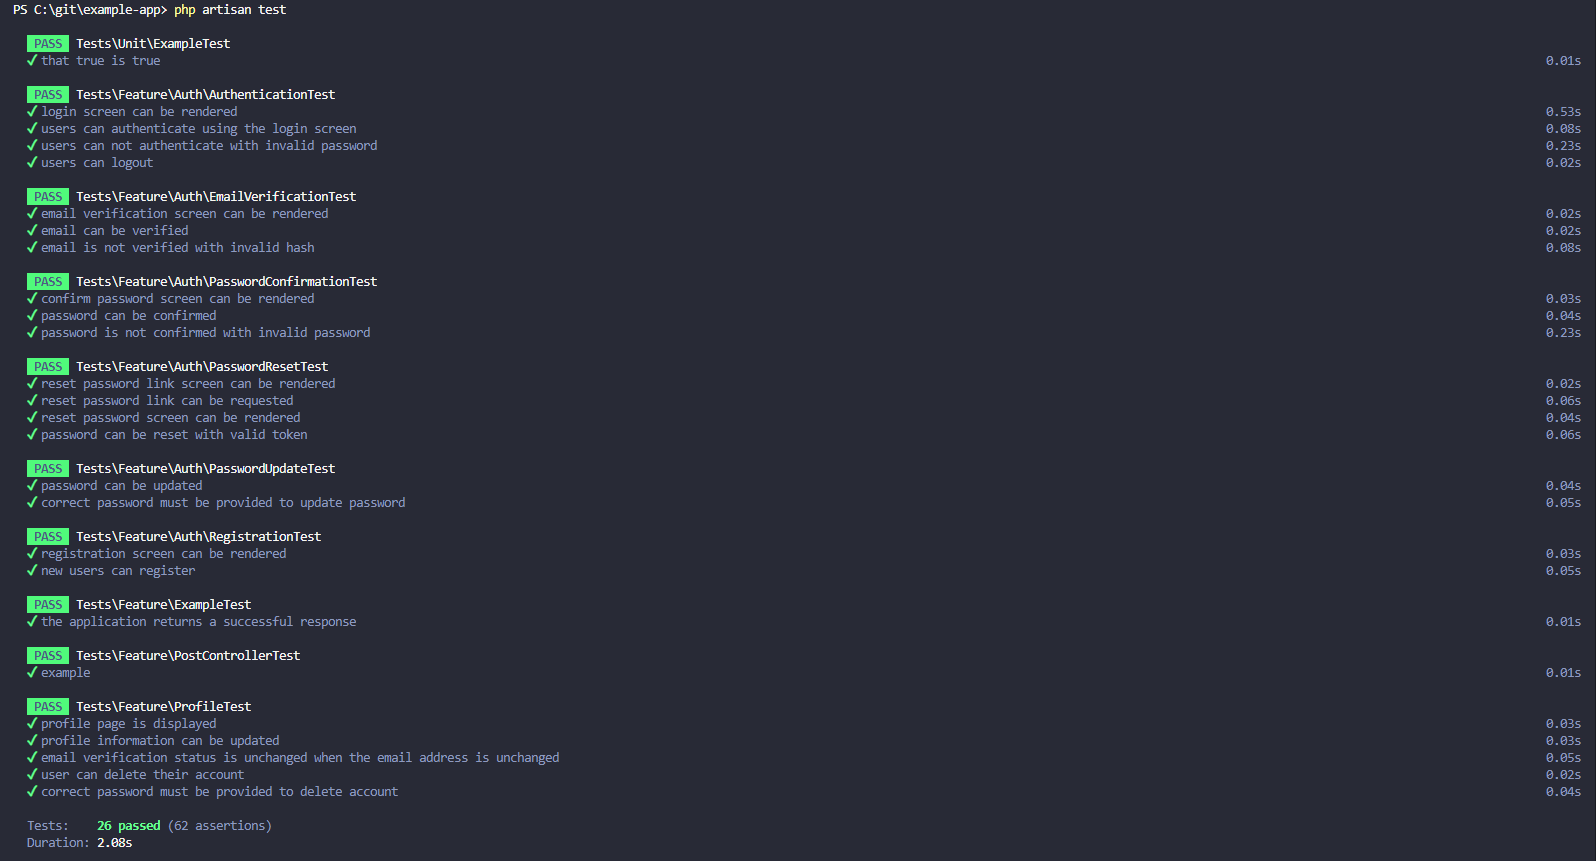 PS C:\git\example-app> php artisan test
PASS Tests\Unit\ExampleTest
✓ that true is true 0.01s
PASS Tests\Feature\Auth\AuthenticationTest
✓ login screen can be rendered 0.53s
✓ users can authenticate using the login screen 0.08s
✓ users can not authenticate with invalid password 0.23s
✓ users can logout 0.02s
PASS Tests\Feature\Auth\EmailVerificationTest
✓ email verification screen can be rendered 0.02s
✓ email can be verified 0.02s
✓ email is not verified with invalid hash 0.08s
PASS Tests\Feature\Auth\PasswordConfirmationTest
✓ confirm password screen can be rendered 0.03s
✓ password can be confirmed 0.04s
✓ password is not confirmed with invalid password 0.23s
PASS Tests\Feature\Auth\PasswordResetTest
✓ reset password link screen can be rendered 0.02s
✓ reset password link can be requested 0.06s
✓ reset password screen can be rendered 0.04s
✓ password can be reset with valid token 0.06s
PASS Tests\Feature\Auth\PasswordUpdateTest
✓ password can be updated 0.04s
✓ correct password must be provided to update password 0.05s
PASS Tests\Feature\Auth\RegistrationTest
✓ registration screen can be rendered 0.03s
✓ new users can register 0.05s
PASS Tests\Feature\ExampleTest
✓ the application returns a successful response 0.01s
PASS Tests\Feature\PostControllerTest
✓ example 0.01s
PASS Tests\Feature\ProfileTest
✓ profile page is displayed 0.03s
✓ profile information can be updated 0.03s
✓ email verification status is unchanged when the email address is unchanged 0.05s
✓ user can delete their account 0.02s
✓ correct password must be provided to delete account 0.04s
Tests: 26 passed (62 assertions)
Duration: 2.08s